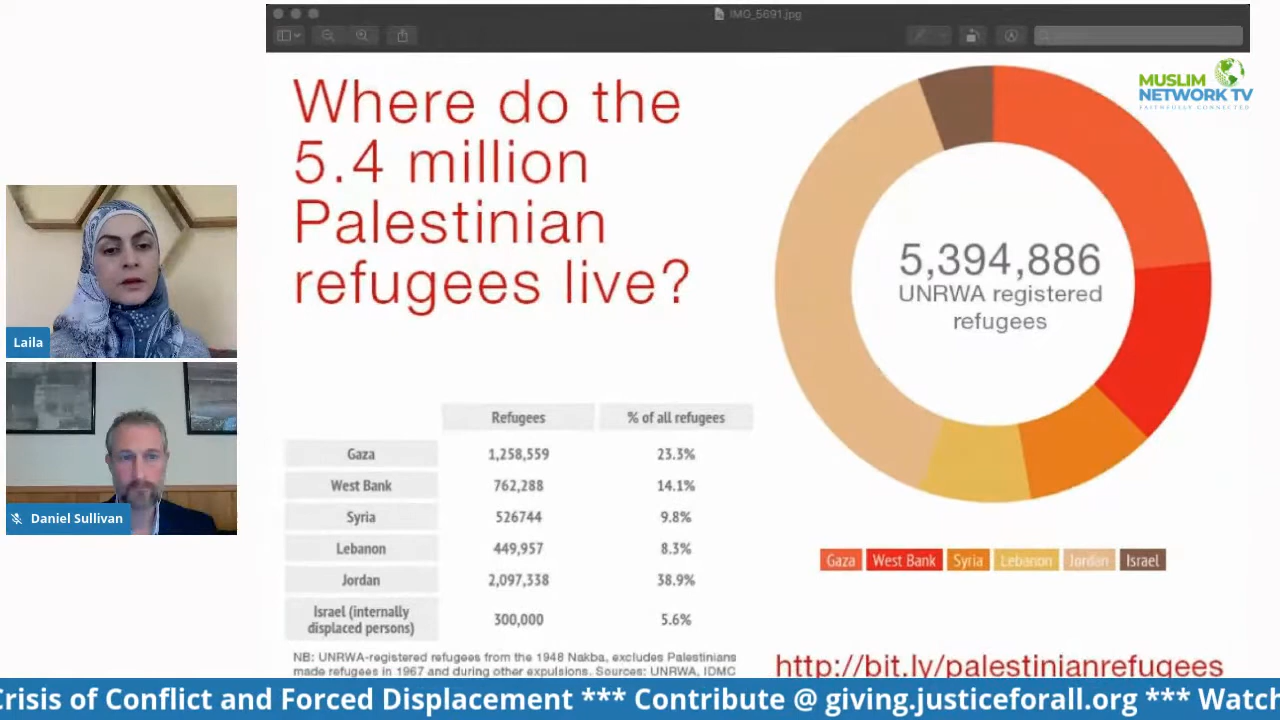 IMG_5691.jpg
MUSLIM
NETWORK TV
FAITHFULLY CONNECTED
Where do the
5.4 million
Palestinian
refugees live?
5,394,886
UNRWA registered
refugees
Laila
Daniel Sullivan
Refugees % of all refugees
Gaza 1,258,559 23.3%
West Bank 762,288 14.1%
Syria 526744 9.8%
Lebanon 449,957 8.3%
Jordan 2,097,338 38.9%
Israel (internally
displaced persons) 300,000 5.6%
Gaza West Bank Syria Lebanon Jordan Israel
NB: UNRWA-registered refugees from the 1948 Nakba, excludes Palestinians
made refugees in 1967 and during other expulsions. Sources: UNRWA, IDMC
http://bit.ly/palestinianrefugees
Crisis of Conflict and Forced Displacement *** Contribute @ giving.justiceforall.org *** Watch